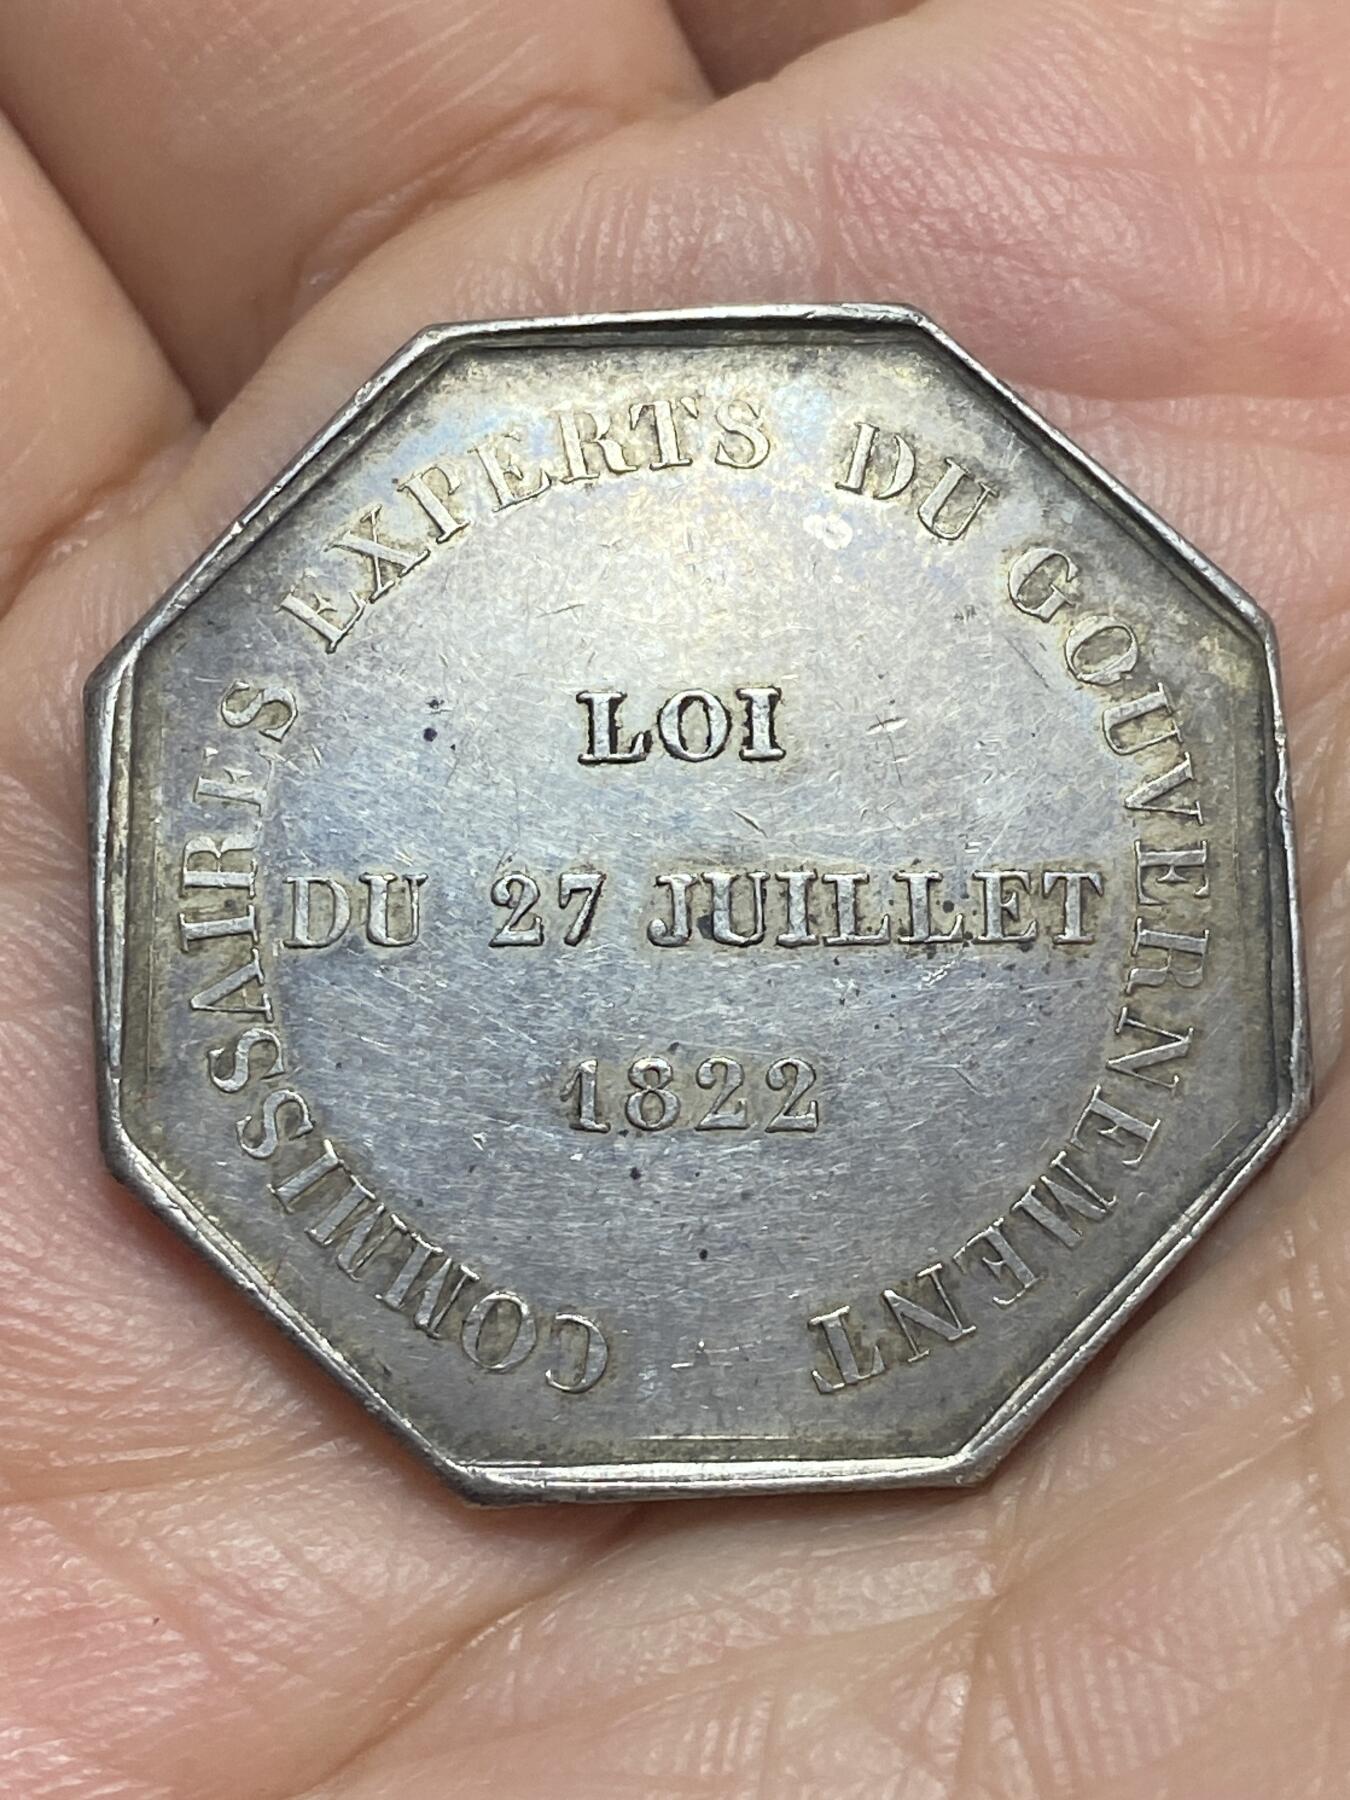 COMMISSAIRES EXPERTS DU GOUVERNEMENT
LOI
DU 27 JUILLET
1822